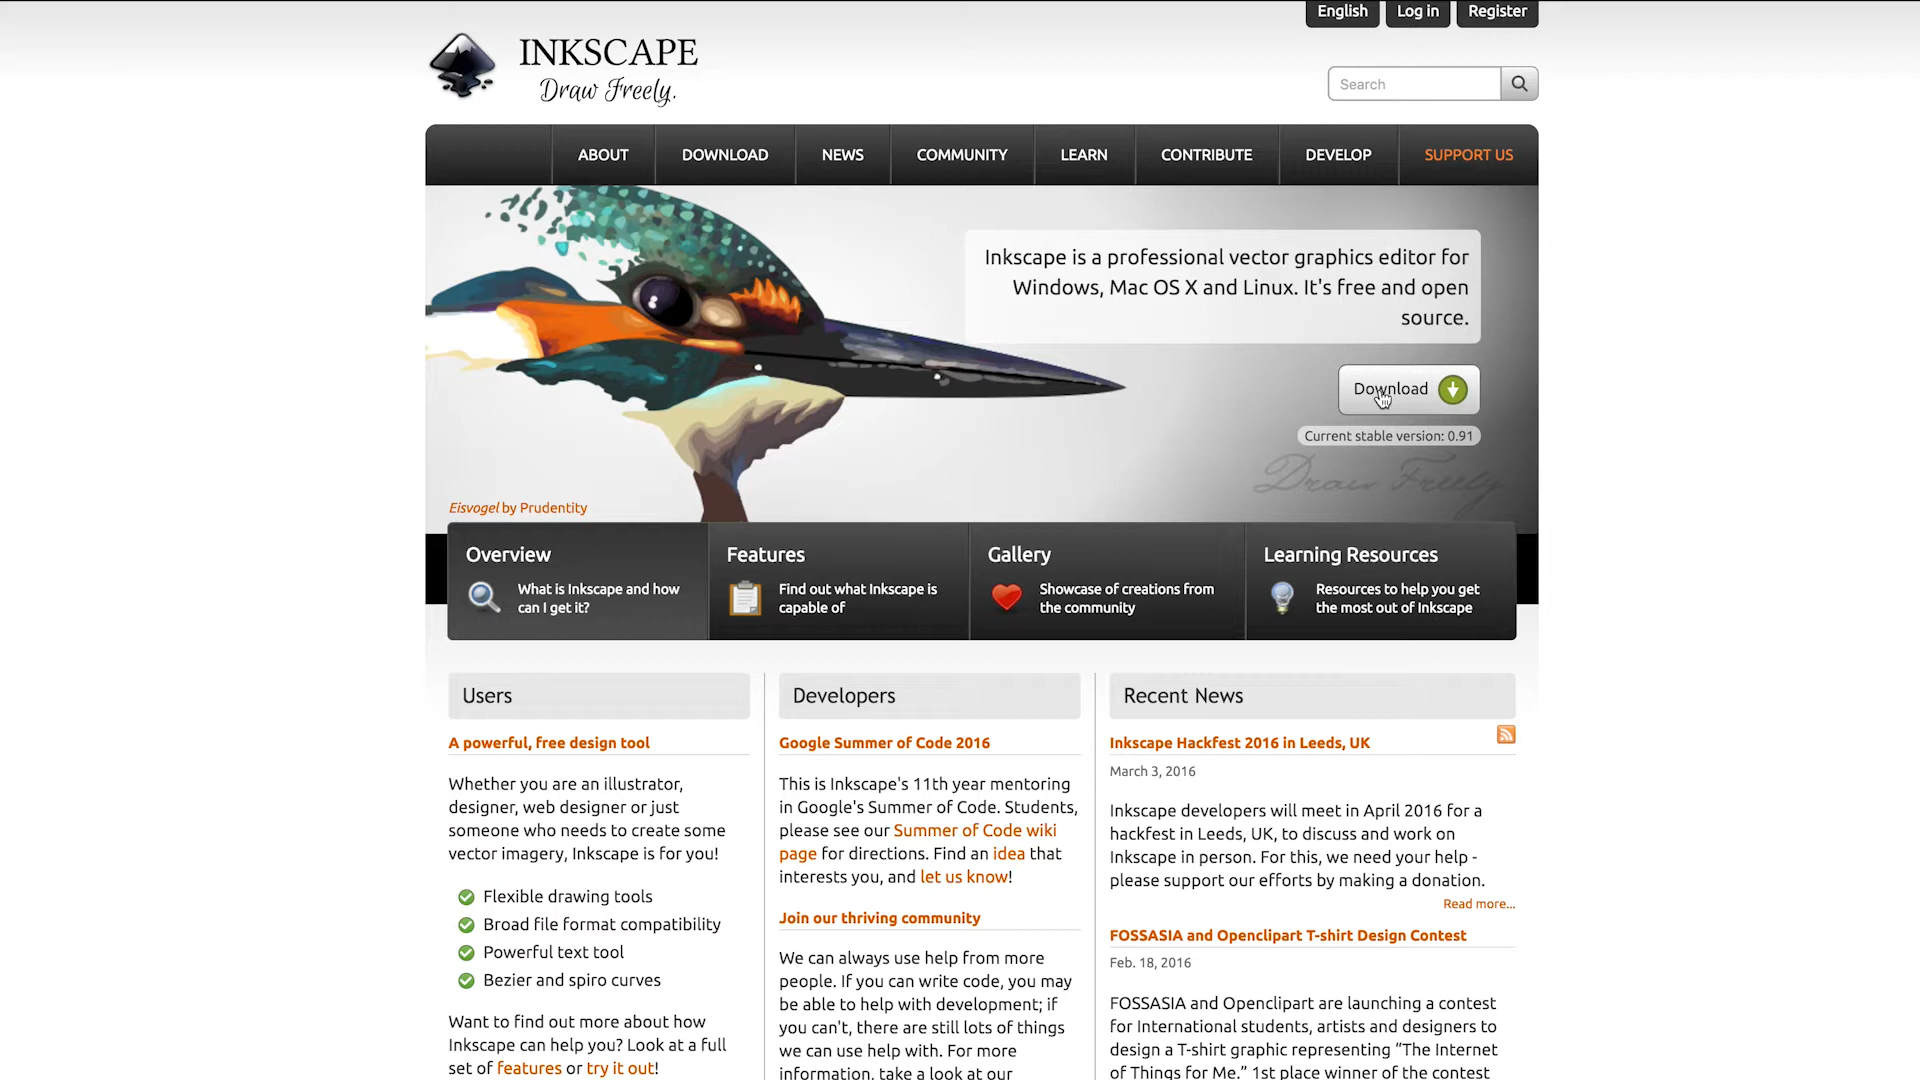 English Log in Register
INKSCAPE
Draw Freely.
Search
ABOUT DOWNLOAD NEWS COMMUNITY LEARN CONTRIBUTE DEVELOP SUPPORT US
Inkscape is a professional vector graphics editor for
Windows, Mac OS X and Linux. It's free and open
source.
Download
Current stable version: 0.91
Draw Freely
Eisvogel by Prudentity
Overview
What is Inkscape and how
can I get it?
Features
Find out what Inkscape is
capable of
Gallery
Showcase of creations from
the community
Learning Resources
Resources to help you get
the most out of Inkscape
Users
A powerful, free design tool
Whether you are an illustrator,
designer, web designer or just
someone who needs to create some
vector imagery, Inkscape is for you!
Flexible drawing tools
Broad file format compatibility
Powerful text tool
Bezier and spiro curves
Want to find out more about how
Inkscape can help you? Look at a full
set of features or try it out!
Developers
Google Summer of Code 2016
This is Inkscape's 11th year mentoring
in Google's Summer of Code. Students,
please see our Summer of Code wiki
page for directions. Find an idea that
interests you, and let us know!
Join our thriving community
We can always use help from more
people. If you can write code, you may
be able to help with development; if
you can't, there are still lots of things
we can use help with. For more
information, take a look at our
Recent News
Inkscape Hackfest 2016 in Leeds, UK
March 3, 2016
Inkscape developers will meet in April 2016 for a
hackfest in Leeds, UK, to discuss and work on
Inkscape in person. For this, we need your help -
please support our efforts by making a donation.
Read more...
FOSSASIA and Openclipart T-shirt Design Contest
Feb. 18, 2016
FOSSASIA and Openclipart are launching a contest
for International students, artists and designers to
design a T-shirt graphic representing “The Internet
of Things for Me.” 1st place winner of the contest